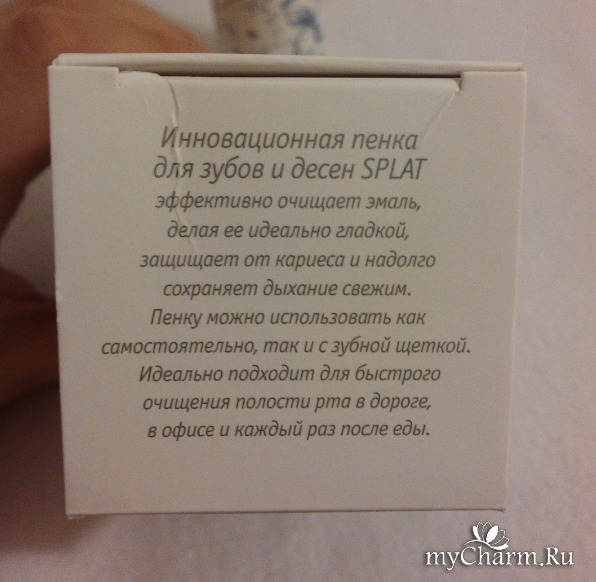 Инновационная пенка
для зубов и десен SPLAT
эффективно очищает эмаль,
делая ее идеально гладкой,
защищает от кариеса и надолго
сохраняет дыхание свежим.
Пенку можно использовать как
самостоятельно, так и с зубной щеткой.
Идеально подходит для быстрого
очищения полости рта в дороге,
в офисе и каждый раз после еды.
myCharm.Ru